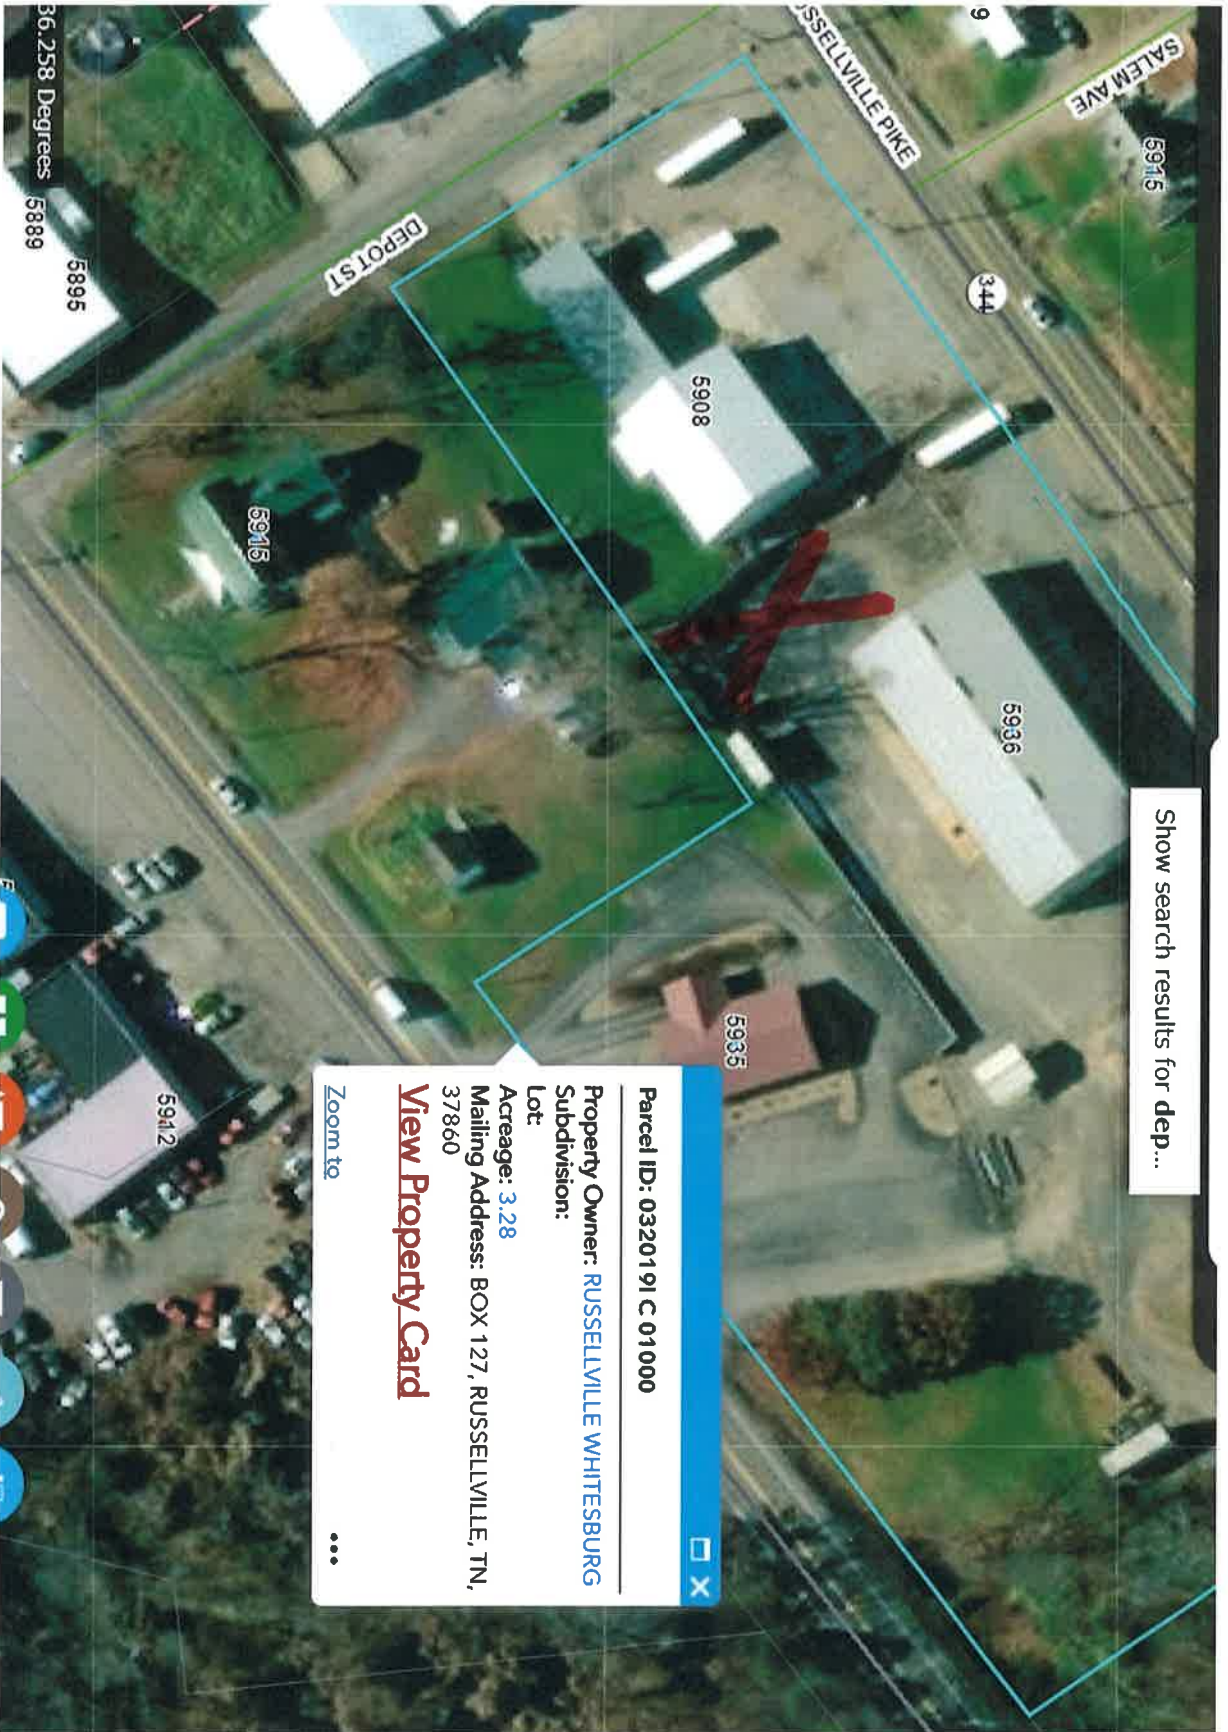 Show search results for dep...
SALEM AVE
5915
9
SSELLVILLE PIKE
344
5936
5908
5935
DEPOT ST
5915
5895
5889
5912
36.258 Degrees
Parcel ID: 032019I C 01000
Property Owner: RUSSELLVILLE WHITESBURG
Subdivision:
Lot:
Acreage: 3.28
Mailing Address: BOX 127, RUSSELLVILLE, TN,
37860
View Property Card
Zoom to